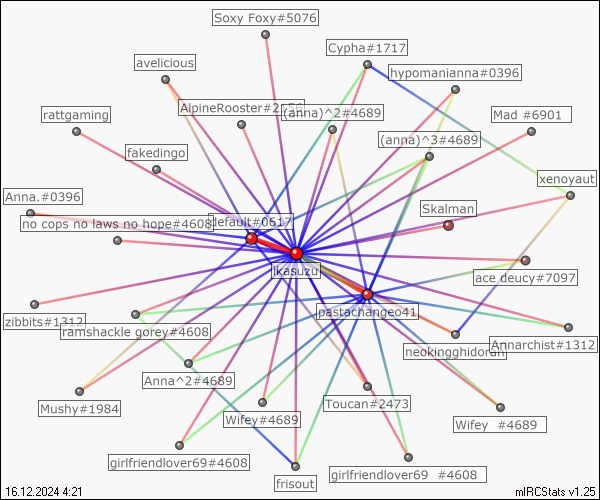 Soxy Foxy#5076
Cypha#1717
avelicious
hypomanianna#0396
rattgaming
AlpineRooster#2
(anna)^2#4689
Mad #6901
(anna)^3#4689
fakedingo
xenoyaut
Anna.#0396
Skalman
no cops no laws no hope#4608
default#0617
ikasuzu
ace deucy#7097
zibbits#1312
pastachangeo41
ramshackle gorey#4608
neokingghidorah
Annarchist#1312
Anna^2#4689
Mushy#1984
Toucan#2473
Wifey#4689
Wifey #4689
girlfriendlover69#4608
frisout
girlfriendlover69 #4608
16.12.2024 4:21
mIRCStats v1.25